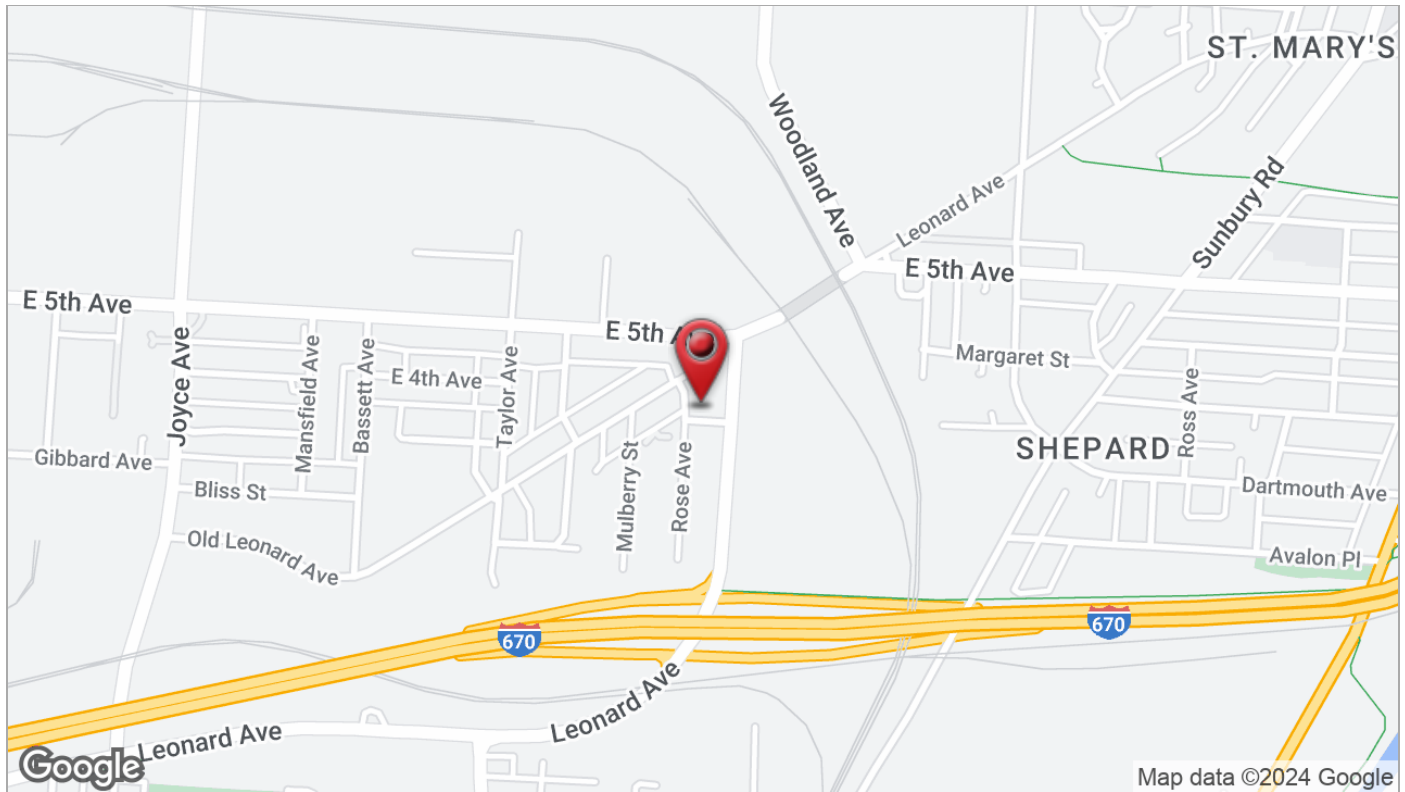 ST. MARY'S
Woodland Ave
Leonard Ave
Sunbury Rd
E 5th Ave
E 5th Ave
E 5th A
Joyce Ave
Mansfield Ave
Bassett Ave
E 4th Ave
Taylor Ave
Margaret St
Ross Ave
SHEPARD
Gibbard Ave
Bliss St
Mulberry St
Rose Ave
Dartmouth Ave
Old Leonard Ave
Avalon Pl
670
670
Leonard Ave
Leonard Ave
Google
Map data ©2024 Google